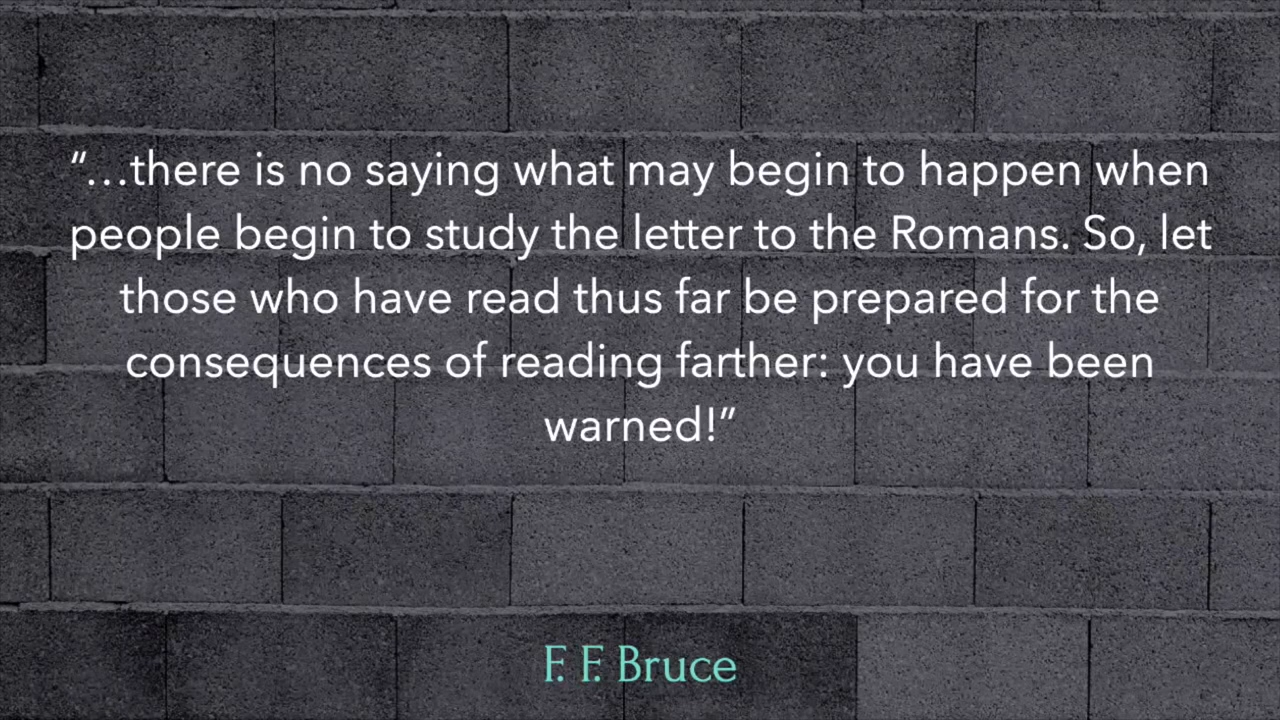 “...there is no saying what may begin to happen when
people begin to study the letter to the Romans. So, let
those who have read thus far be prepared for the
consequences of reading farther: you have been
warned!”
F. F. Bruce